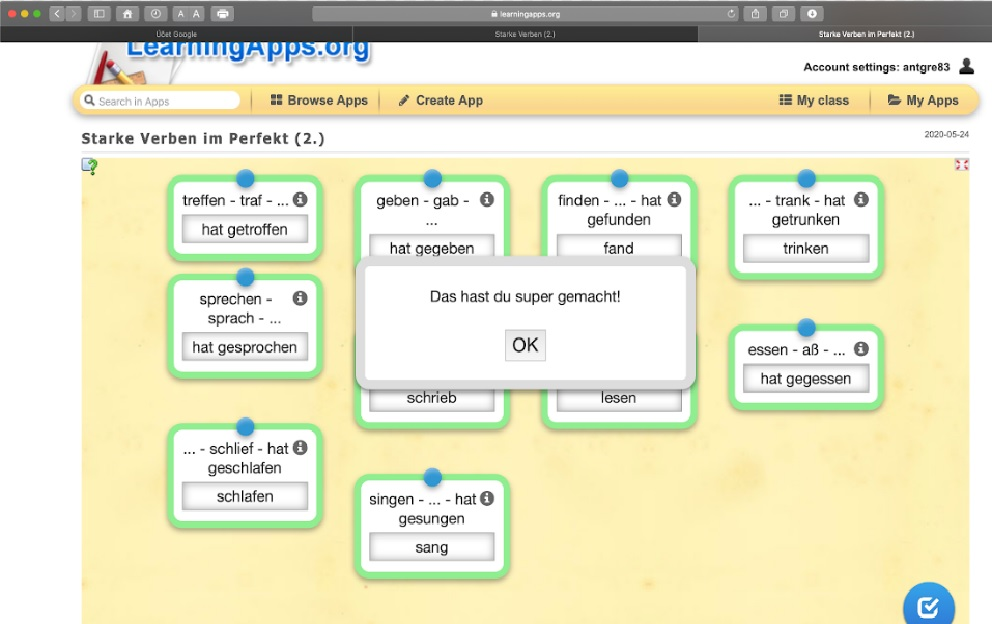 A A
learningapps.org
Účet Google
Starke Verben (2.)
Starke Verben im Perfekt (2.)
LearningApps.org
Account settings: antgre83
Search in Apps
Browse Apps
Create App
My class
My Apps
Starke Verben im Perfekt (2.)
2020-05-24
treffen - traf - ...
hat getroffen
geben - gab -
...
hat gegeben
finden - ... - hat
gefunden
fand
... - trank - hat
getrunken
trinken
sprechen -
sprach - ...
hat gesprochen
Das hast du super gemacht!
OK
schrieb
lesen
essen - aß - ...
hat gegessen
... - schlief - hat
geschlafen
schlafen
singen - ... - hat
gesungen
sang